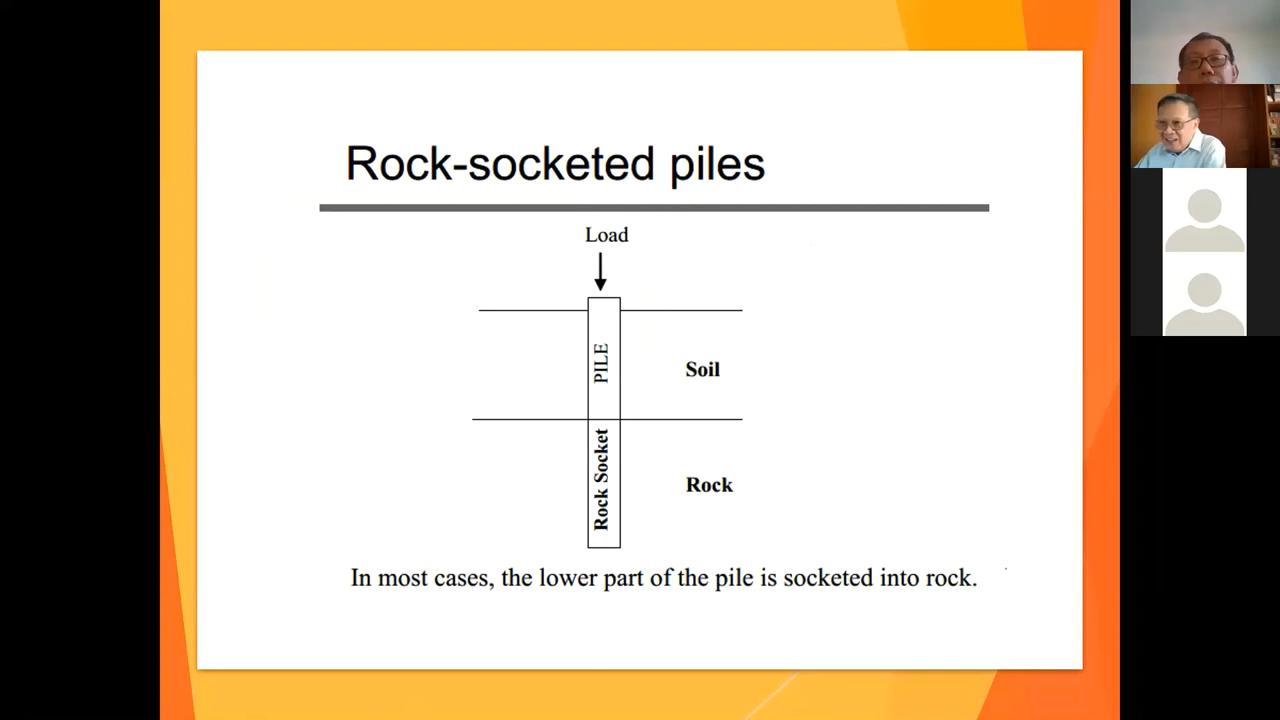 Rock-socketed piles
Load
PILE
Soil
Rock Socket
Rock
In most cases, the lower part of the pile is socketed into rock.